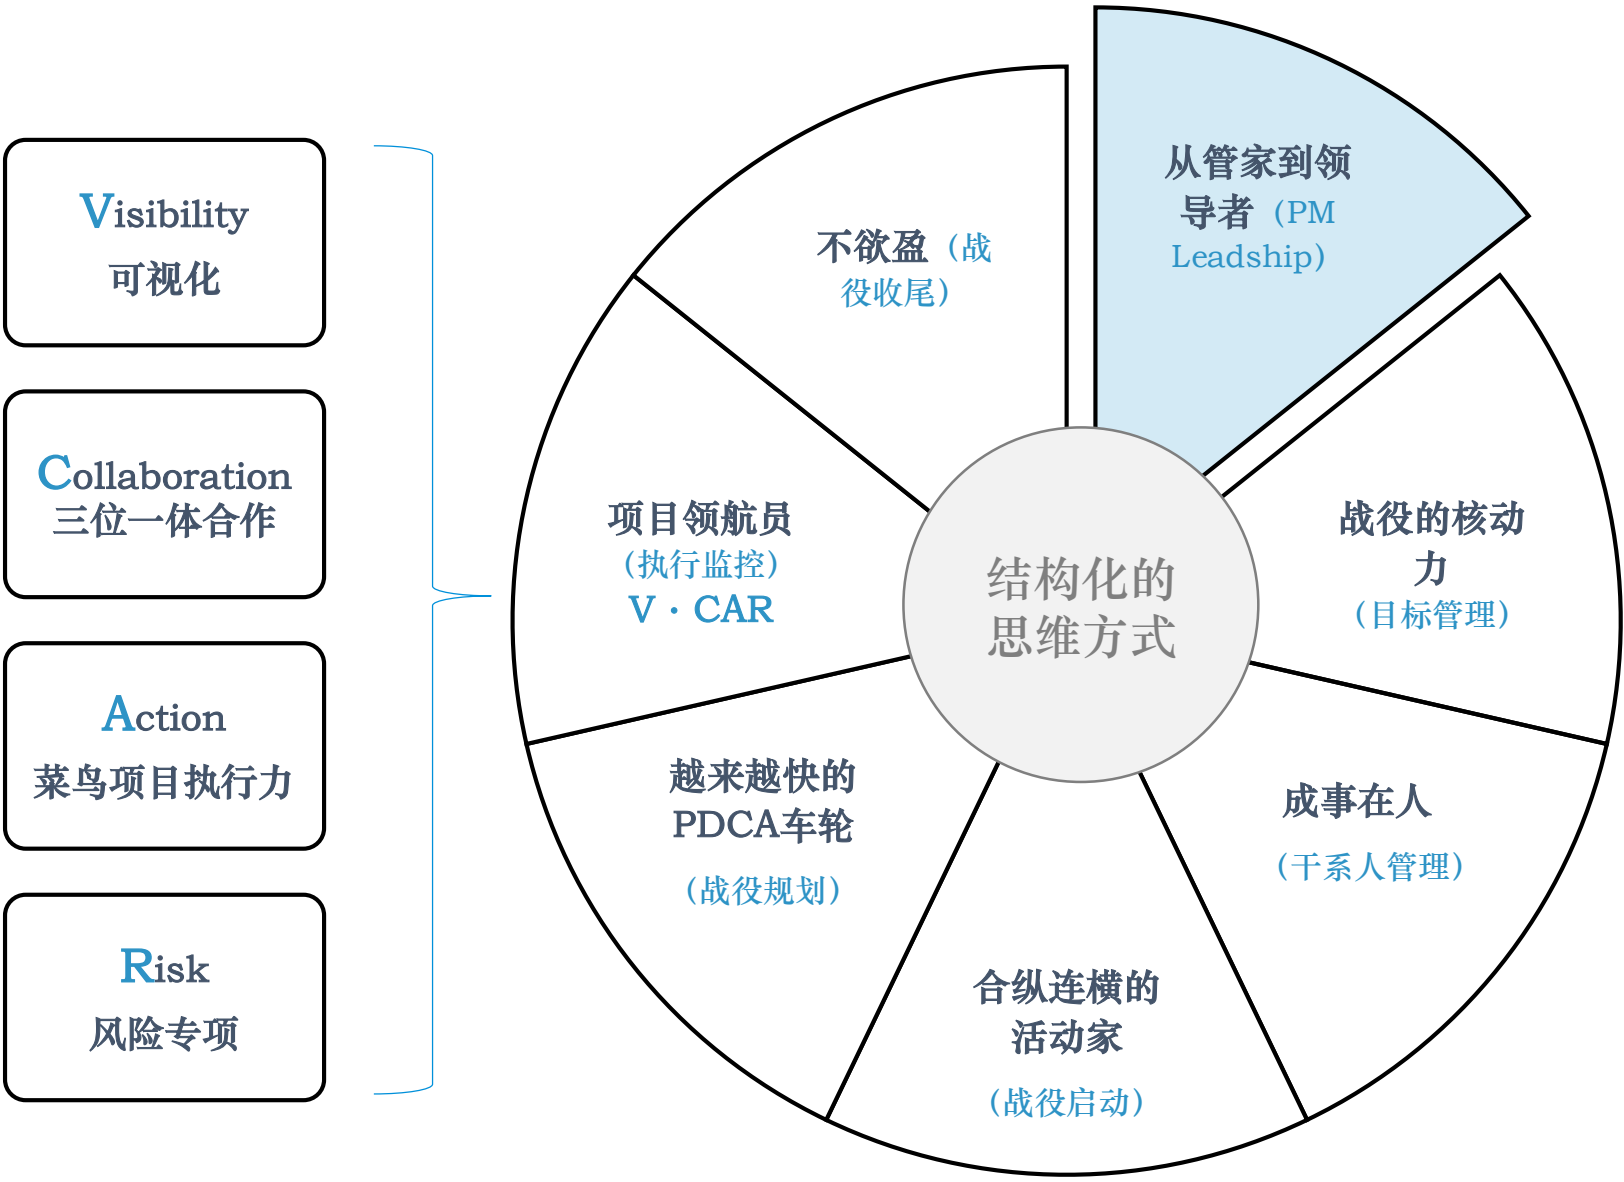 Visibility
可视化
Collaboration
三位一体合作
Action
菜鸟项目执行力
Risk
风险专项
从管家到领
导者（PM
Leadship）
战役的核动
力
（目标管理）
成事在人
（干系人管理）
合纵连横的
活动家
（战役启动）
越来越快的
PDCA车轮
（战役规划）
项目领航员
（执行监控）
V · CAR
不欲盈（战
役收尾）
结构化的
思维方式